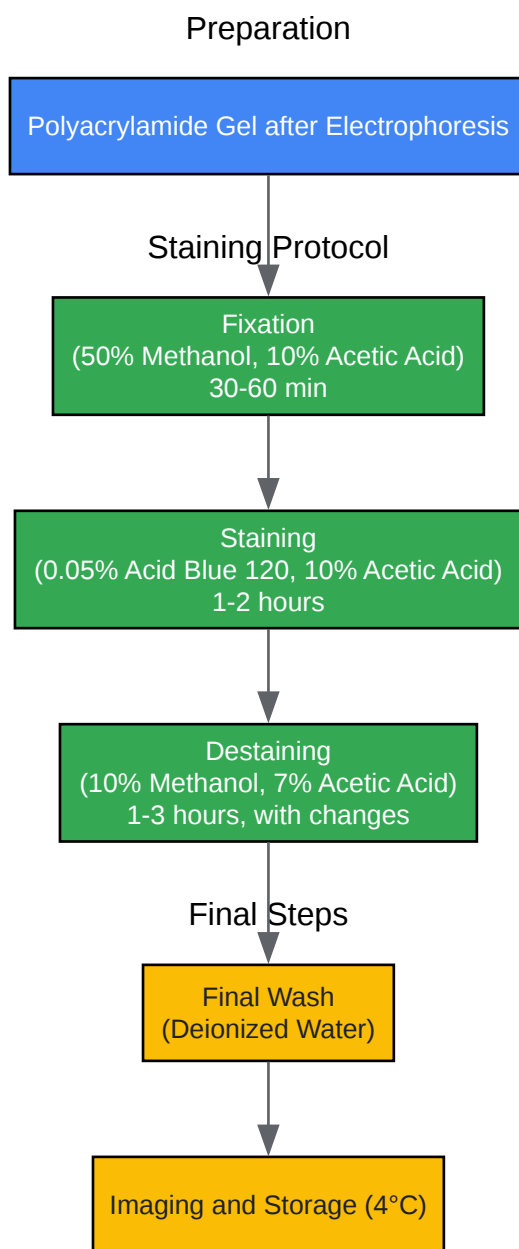 Preparation
Polyacrylamide Gel after Electrophoresis
Staining Protocol
Fixation
(50% Methanol, 10% Acetic Acid)
30-60 min
Staining
(0.05% Acid Blue 120, 10% Acetic Acid)
1-2 hours
Destaining
(10% Methanol, 7% Acetic Acid)
1-3 hours, with changes
Final Steps
Final Wash
(Deionized Water)
Imaging and Storage (4°C)